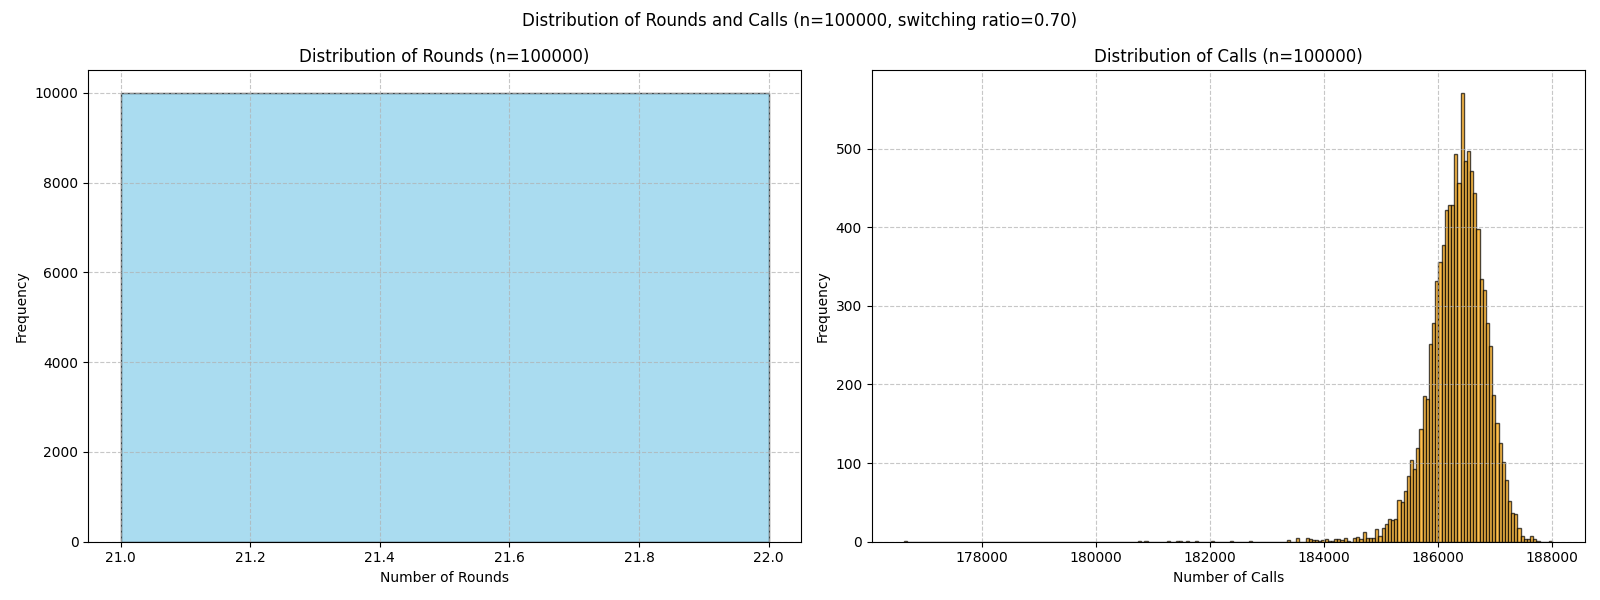 Distribution of Rounds and Calls (n=100000, switching ratio=0.70)
Distribution of Rounds (n=100000)
Frequency
10000
8000
6000
4000
2000
0
21.0 21.2 21.4 21.6 21.8 22.0
Number of Rounds
Distribution of Calls (n=100000)
Frequency
500
400
300
200
100
0
178000 180000 182000 184000 186000 188000
Number of Calls